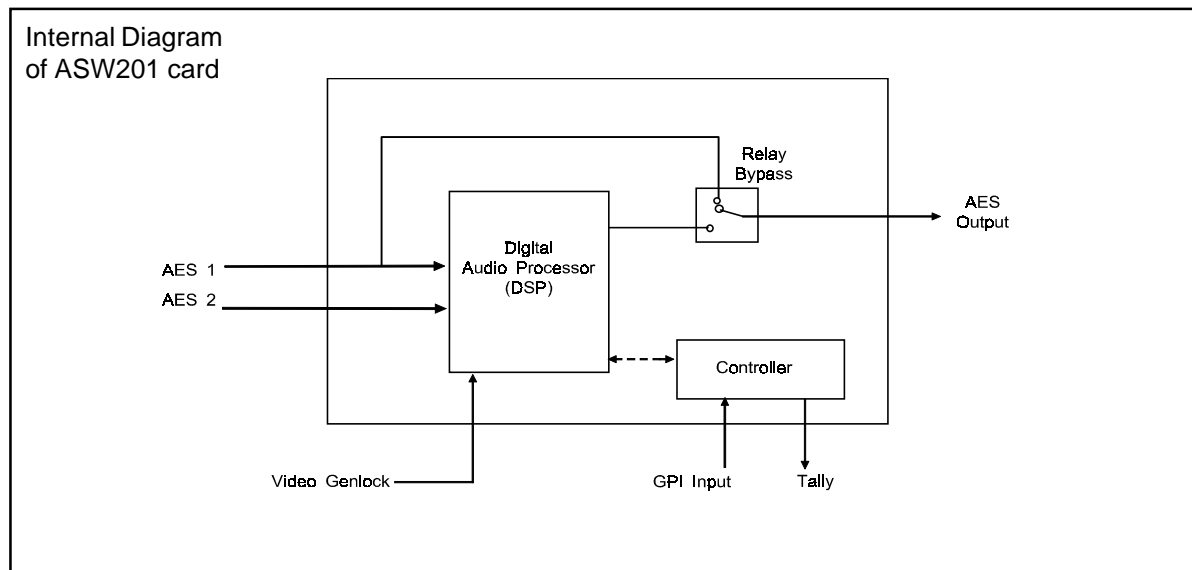 Internal Diagram
of ASW201 card
Relay
Bypass
AES
Output
Digital
Audio Processor
(DSP)
AES 1
AES 2
Controller
Video Genlock
GPI Input
Tally